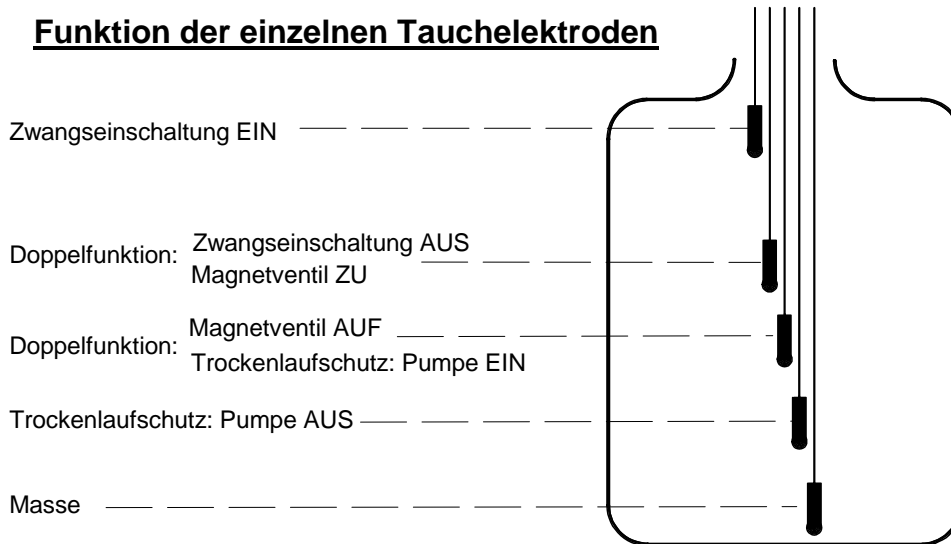 Funktion der einzelnen Tauchelektroden
Zwangseinschaltung EIN
Doppelfunktion: Zwangseinschaltung AUS
Magnetventil ZU
Doppelfunktion: Magnetventil AUF
Trockenlaufschutz: Pumpe EIN
Trockenlaufschutz: Pumpe AUS
Masse